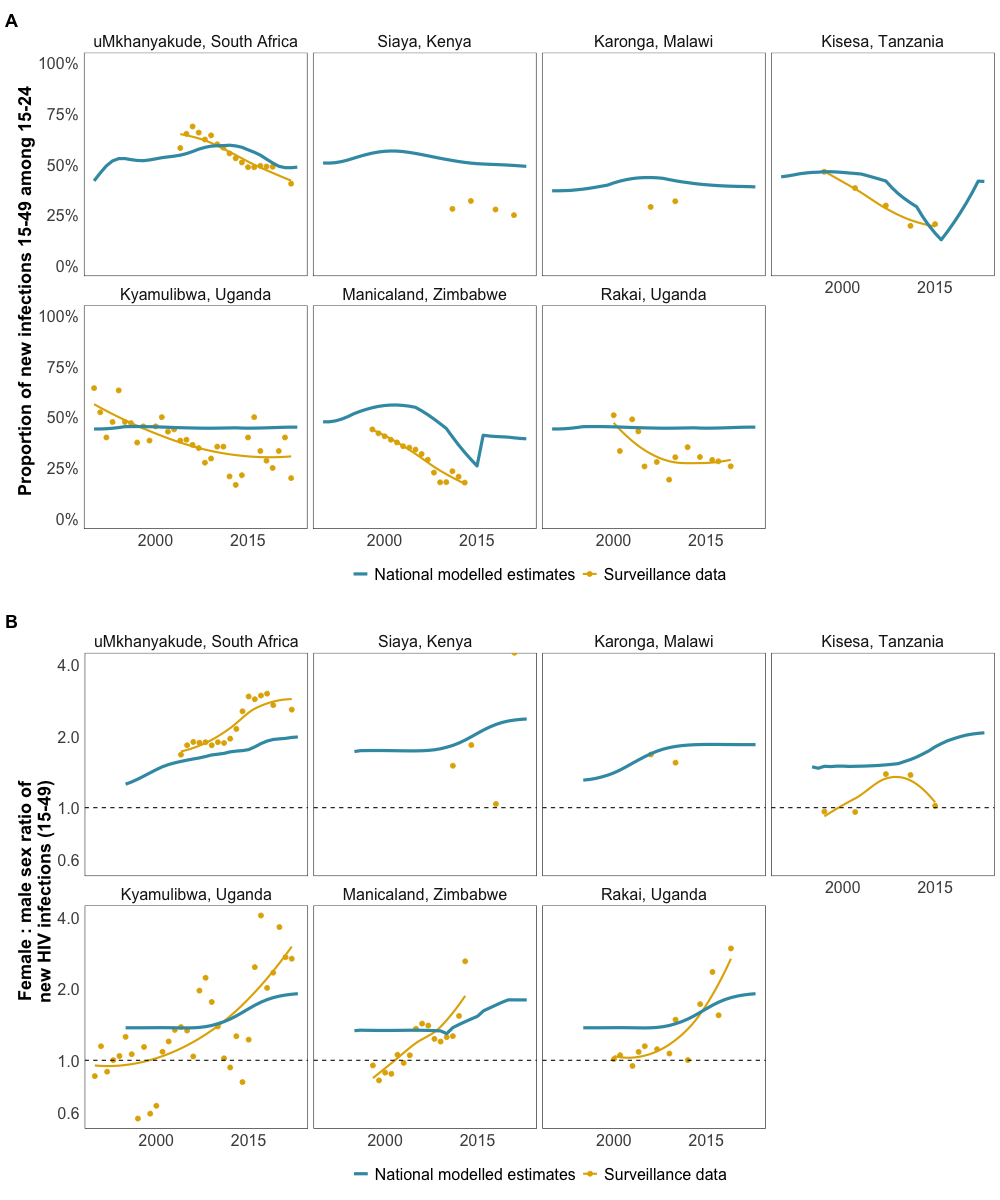 A
uMkhanyakude, South Africa
Siaya, Kenya
Karonga, Malawi
Kisesa, Tanzania
Proportion of new infections 15-49 among 15-24
100%
75%
50%
25%
0%
2000 2015
Kyamulibwa, Uganda
Manicaland, Zimbabwe
Rakai, Uganda
100%
75%
50%
25%
0%
2000 2015
2000 2015
2000 2015
National modelled estimates
Surveillance data
B
uMkhanyakude, South Africa
Siaya, Kenya
Karonga, Malawi
Kisesa, Tanzania
Female : male sex ratio of
new HIV infections (15-49)
4.0
2.0
1.0
0.6
2000 2015
Kyamulibwa, Uganda
Manicaland, Zimbabwe
Rakai, Uganda
4.0
2.0
1.0
0.6
2000 2015
2000 2015
2000 2015
National modelled estimates
Surveillance data